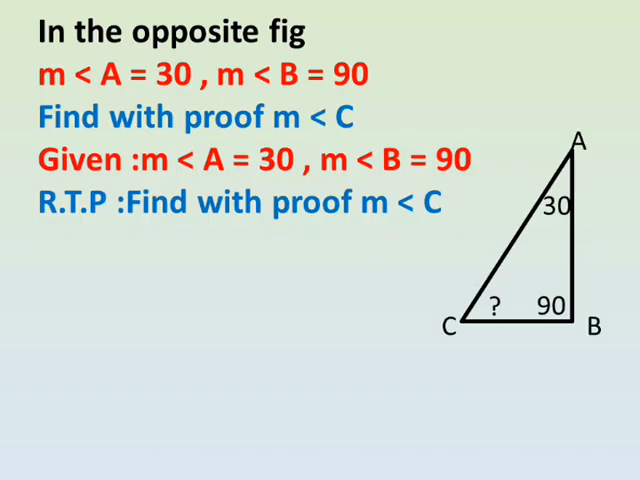 In the opposite fig
m < A = 30 , m < B = 90
Find with proof m < C
Given :m < A = 30 , m < B = 90
R.T.P :Find with proof m < C
A
30
? 90
C B